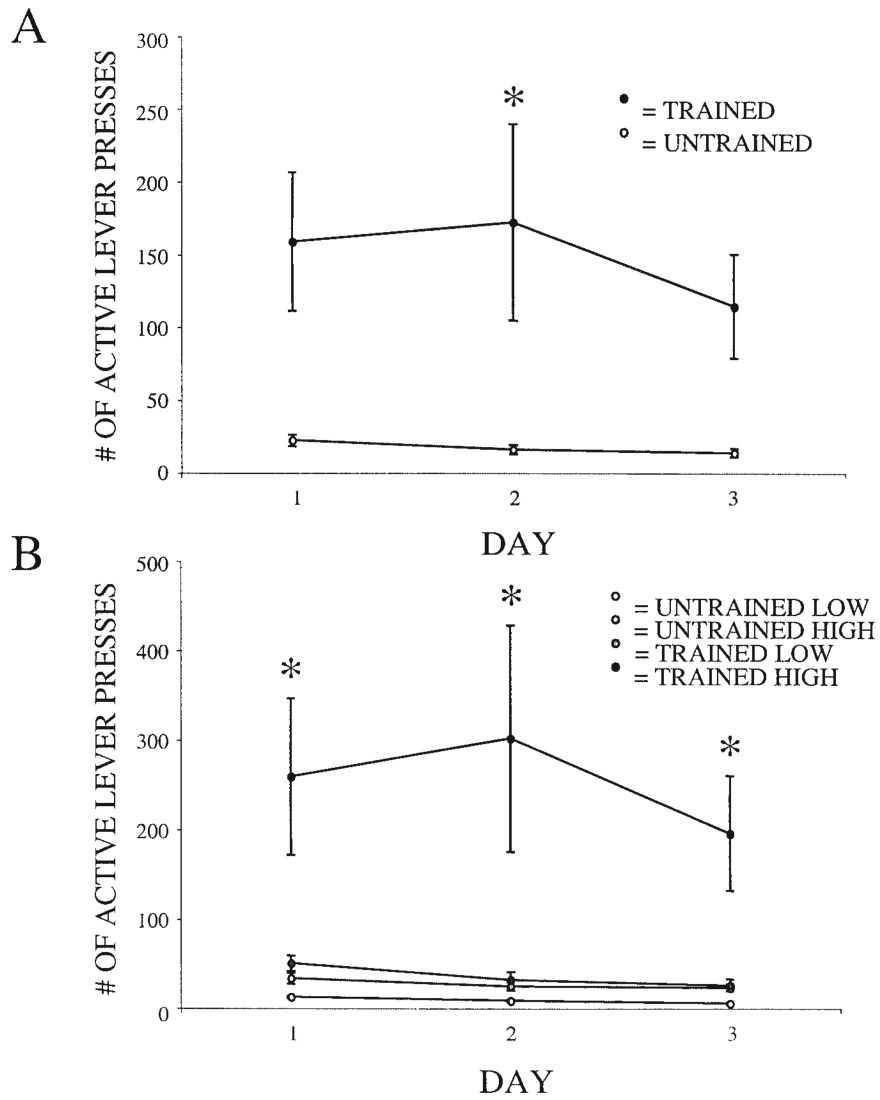 A
# OF ACTIVE LEVER PRESSES
300
250
200
150
100
50
0
*
= TRAINED
= UNTRAINED
1 2 3
DAY
B
# OF ACTIVE LEVER PRESSES
500
400
300
200
100
0
* * *
= UNTRAINED LOW
= UNTRAINED HIGH
= TRAINED LOW
= TRAINED HIGH
1 2 3
DAY